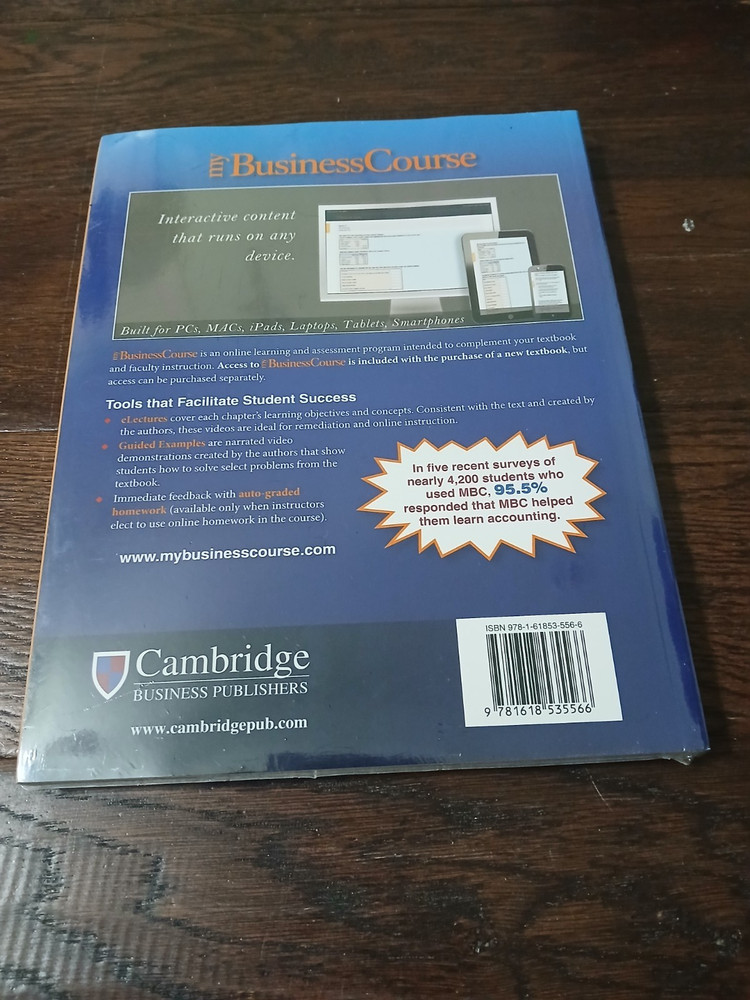 my BusinessCourse
Interactive content
that runs on any
device.
Built for PCs, MACs, iPads, Laptops, Tablets, Smartphones
my BusinessCourse is an online learning and assessment program intended to complement your textbook
and faculty instruction. Access to my BusinessCourse is included with the purchase of a new textbook, but
access can be purchased separately.
Tools that Facilitate Student Success
eLectures cover each chapter's learning objectives and concepts. Consistent with the text and created by
the authors, these videos are ideal for remediation and online instruction.
Guided Examples are narrated video
demonstrations created by the authors that show
students how to solve select problems from the
textbook.
Immediate feedback with auto-graded
homework (available only when instructors
elect to use online homework in the course).
In five recent surveys of
nearly 4,200 students who
used MBC, 95.5%
responded that MBC helped
them learn accounting.
www.mybusinesscourse.com
Cambridge
BUSINESS PUBLISHERS
www.cambridgepub.com
ISBN 978-1-61853-556-6
9 781618 535566